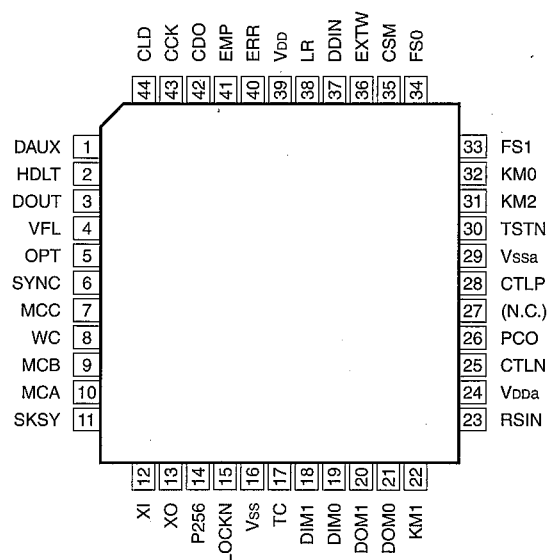 CLD CCK CDO EMP ERR VDD LR DDIN EXTW CSM FS0
44 43 42 41 40 39 38 37 36 35 34
DAUX 1
HDLT 2
DOUT 3
VFL 4
OPT 5
SYNC 6
MCC 7
WC 8
MCB 9
MCA 10
SKSY 11
33 FS1
32 KM0
31 KM2
30 TSTN
29 Vssa
28 CTLP
27 (N.C.)
26 PCO
25 CTLN
24 VDDa
23 RSIN
12 13 14 15 16 17 18 19 20 21 22
XI XO P256 LOCKN Vss TC DIM1 DIM0 DOM1 DOM0 KM1